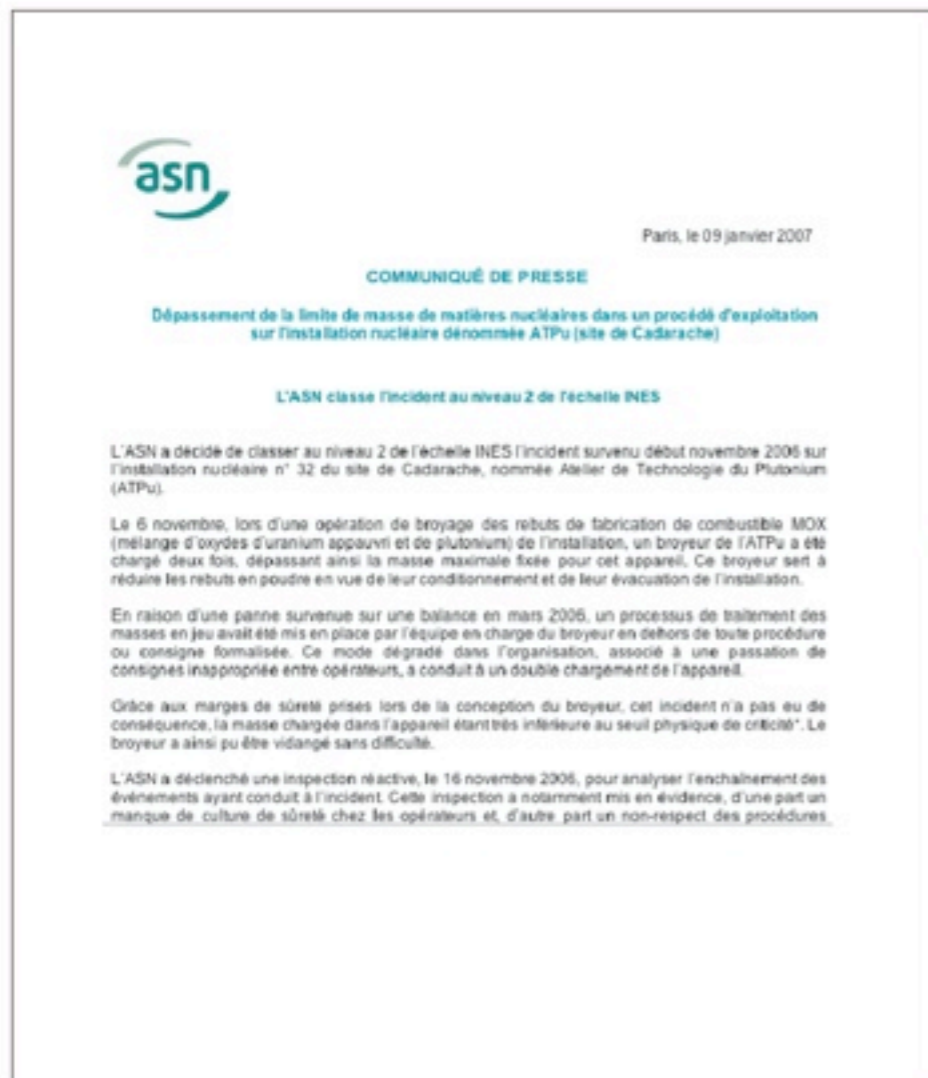 asn
Paris, le 09 janvier 2007
COMMUNIQUÉ DE PRESSE
Dépassement de la limite de masse de matières nucléaires dans un procédé d'exploitation
sur l'installation nucléaire dénommée ATPu (site de Cadarache)
L'ASN classe l'incident au niveau 2 de l'échelle INES
L'ASN a décidé de classer au niveau 2 de l'échelle INES l'incident survenu début novembre 2006 sur
l'installation nucléaire n° 32 du site de Cadarache, nommée Atelier de Technologie du Plutonium
(ATPu).
Le 6 novembre, lors d'une opération de broyage des rebuts de fabrication de combustible MOX
(mélange d'oxydes d'uranium appauvri et de plutonium) de l'installation, un broyeur de l'ATPu a été
chargé deux fois, dépassant ainsi la masse maximale fixée pour cet appareil. Ce broyeur sert à
réduire les rebuts en poudre en vue de leur conditionnement et de leur évacuation de l'installation.
En raison d'une panne survenue sur une balance en mars 2006, un processus de traitement des
masses en jeu avait été mis en place par l'équipe en charge du broyeur en dehors de toute procédure
ou consigne formalisée. Ce mode dégradé dans l'organisation, associé à une passation de
consignes inappropriée entre opérateurs, a conduit à un double chargement de l'appareil.
Grâce aux marges de sûreté prises lors de la conception du broyeur, cet incident n'a pas eu de
conséquence, la masse chargée dans l'appareil étant très inférieure au seuil physique de criticité*. Le
broyeur a ainsi pu être vidangé sans difficulté.
L'ASN a déclenché une inspection réactive, le 16 novembre 2006, pour analyser l'enchaînement des
événements ayant conduit à l'incident. Cette inspection a notamment mis en évidence, d'une part un
manque de culture de sûreté chez les opérateurs et, d'autre part un non-respect des procédures